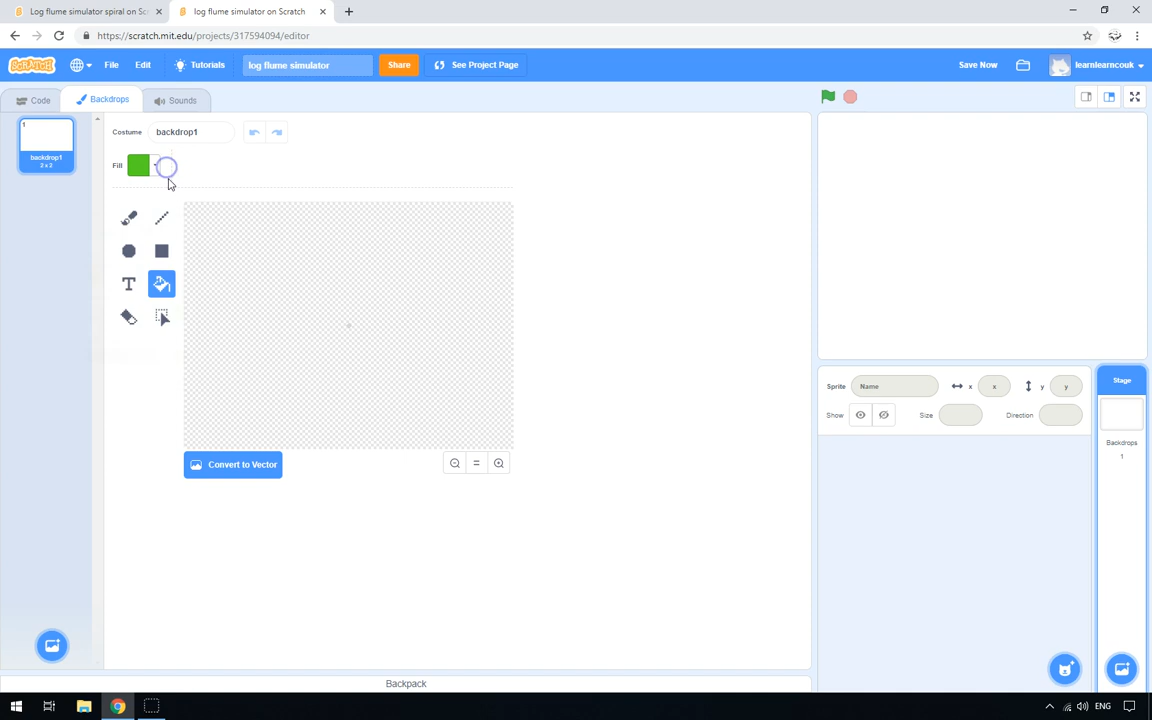 Log flume simulator spiral on Sc
log flume simulator on Scratch
https://scratch.mit.edu/projects/317594094/editor
SCRATCH
File
Edit
Tutorials
log flume simulator
Share
See Project Page
Save Now
learnlearncouk
Code
Backdrops
Sounds
1
backdrop1
2 x 2
Costume
backdrop1
Fill
T
Convert to Vector
Sprite
Name
x
x
y
y
Show
Size
Direction
Stage
Backdrops
1
Backpack
ENG